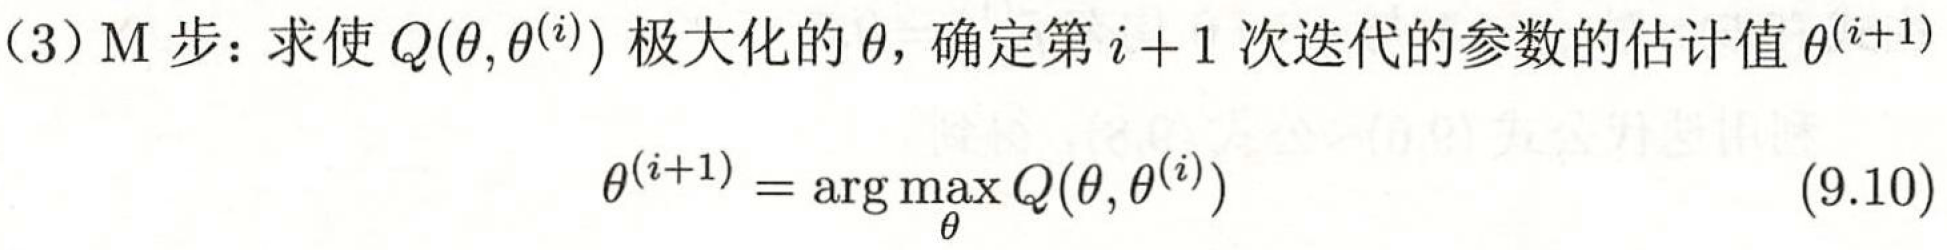 (3) M 步：求使 Q(θ, θ^{(i)}) 极大化的 θ，确定第 i + 1 次迭代的参数的估计值 θ^{(i+1)}
θ^{(i+1)} = arg max_θ Q(θ, θ^{(i)}) (9.10)